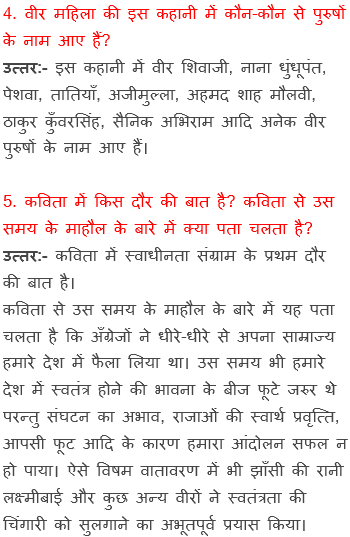 4. वीर महिला की इस कहानी में कौन-कौन से पुरुषों
के नाम आए हैं?
उत्तर:- इस कहानी में वीर शिवाजी, नाना धुंधूपंत,
पेशवा, तातियाँ, अजीमुल्ला, अहमद शाह मौलवी,
ठाकुर कुँवरसिंह, सैनिक अभिराम आदि अनेक वीर
पुरुषों के नाम आए हैं।
5. कविता में किस दौर की बात है? कविता से उस
समय के माहौल के बारे में क्या पता चलता है?
उत्तर:- कविता में स्वाधीनता संग्राम के प्रथम दौर
की बात है।
कविता से उस समय के माहौल के बारे में यह पता
चलता है कि अँग्रेजों ने धीरे-धीरे से अपना साम्राज्य
हमारे देश में फैला लिया था। उस समय भी हमारे
देश में स्वतंत्र होने की भावना के बीज फूटे जरुर थे
परन्तु संघटन का अभाव, राजाओं की स्वार्थ प्रवृत्ति,
आपसी फूट आदि के कारण हमारा आंदोलन सफल न
हो पाया। ऐसे विषम वातावरण में भी झाँसी की रानी
लक्ष्मीबाई और कुछ अन्य वीरों ने स्वतंत्रता की
चिंगारी को सुलगाने का अभूतपूर्व प्रयास किया।